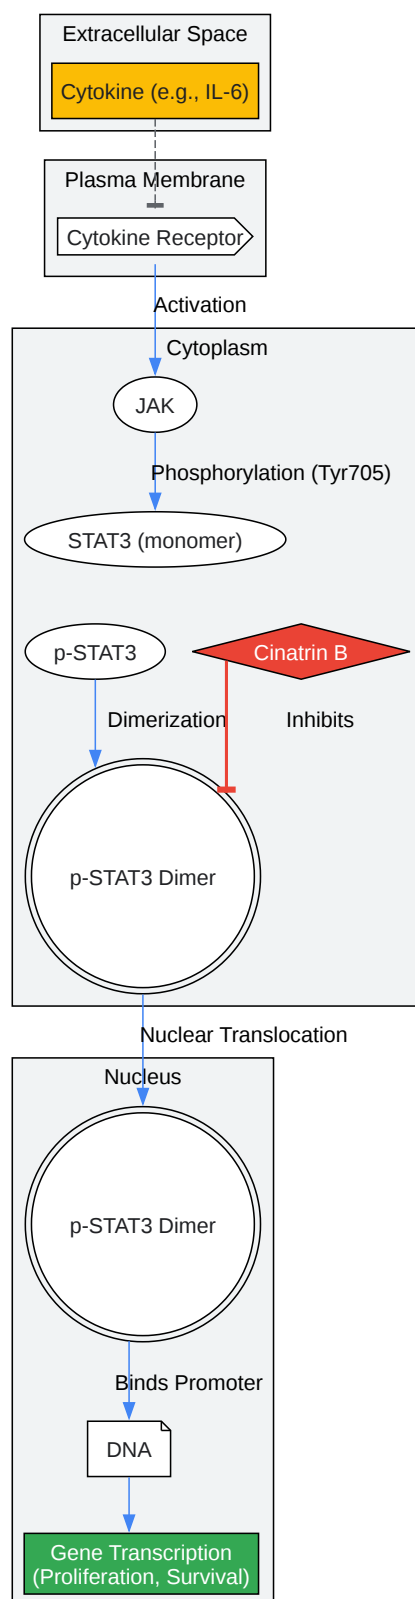 Extracellular Space
Cytokine (e.g., IL-6)
Plasma Membrane
Cytokine Receptor
Activation
Cytoplasm
JAK
Phosphorylation (Tyr705)
STAT3 (monomer)
p-STAT3
Cinatrin B
Dimerization
Inhibits
p-STAT3 Dimer
Nuclear Translocation
Nucleus
p-STAT3 Dimer
Binds Promoter
DNA
Gene Transcription
(Proliferation, Survival)